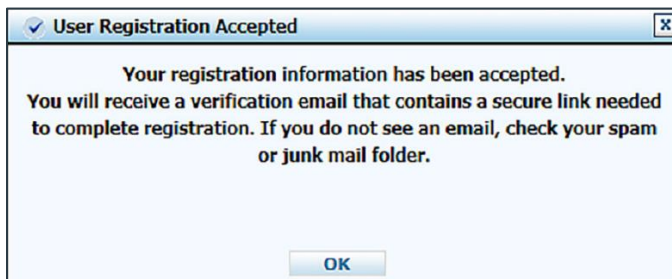 User Registration Accepted
X
Your registration information has been accepted.
You will receive a verification email that contains a secure link needed
to complete registration. If you do not see an email, check your spam
or junk mail folder.
OK